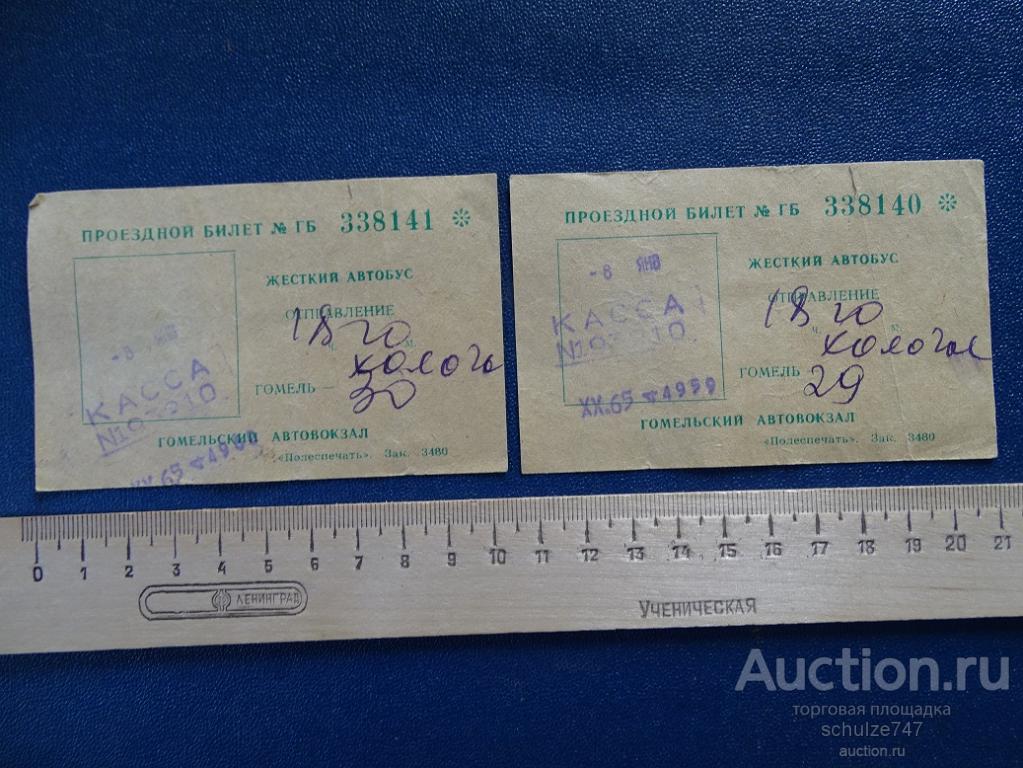 ПРОЕЗДНОЙ БИЛЕТ № ГБ 338141 ❊
ЖЕСТКИЙ АВТОБУС
ОТПРАВЛЕНИЕ
18 20
ч. м.
ГОМЕЛЬ —
30
-8 ЯНВ
КАССА
ГОМЕЛЬСКИЙ АВТОВОКЗАЛ
«Полеспечать». Зак. 3480
ПРОЕЗДНОЙ БИЛЕТ № ГБ 338140 ❊
-8 ЯНВ
ЖЕСТКИЙ АВТОБУС
ОТПРАВЛЕНИЕ
18 20
ч. м.
КАССА
ГОМЕЛЬ
29
ХХ.65 4959
ГОМЕЛЬСКИЙ АВТОВОКЗАЛ
«Полеспечать». Зак. 3480
0 1 2 3 4 5 6 7 8 9 10 11 12 13 14 15 16 17 18 19 20 21
ЛЕНИНГРАД
УЧЕНИЧЕСКАЯ
Auction.ru
торговая площадка
schulze747
auction.ru